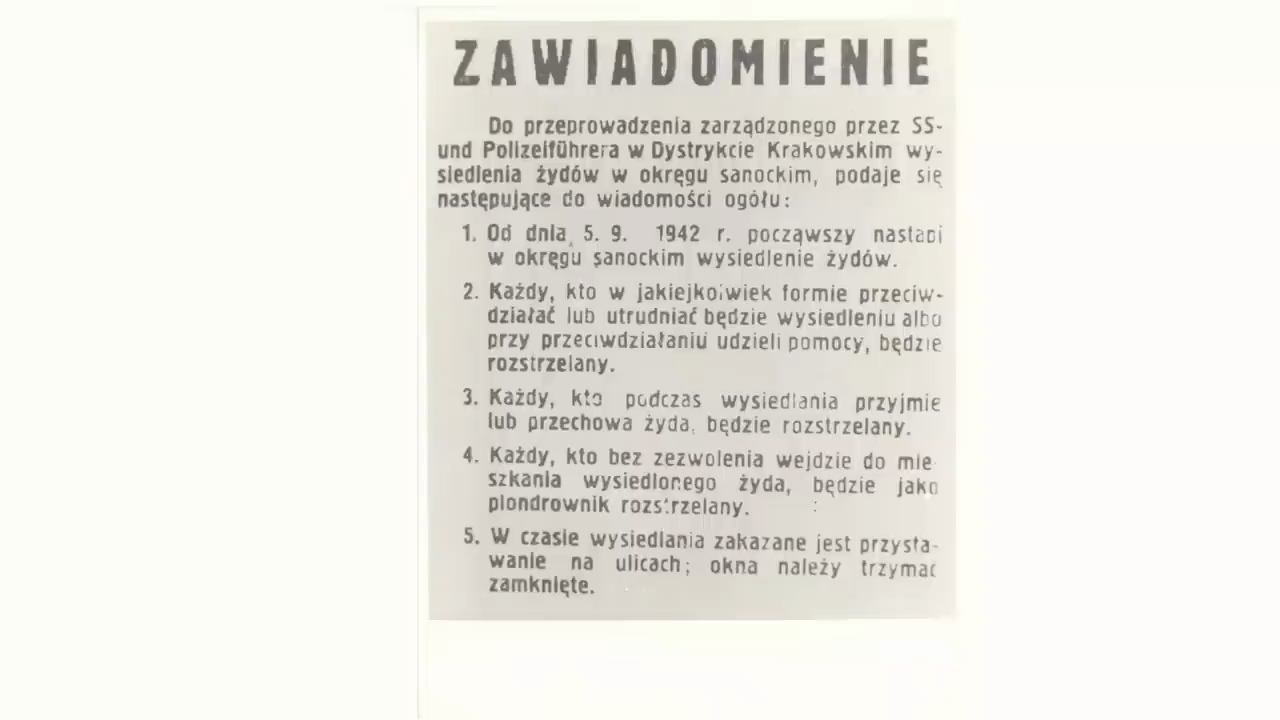 ZAWIADOMIENIE
Do przeprowadzenia zarządzonego przez SS-
und Polizeiführera w Dystrykcie Krakowskim wy-
siedlenia żydów w okręgu sanockim, podaje się
następujące do wiadomości ogółu:
1. Od dnia 5. 9. 1942 r. począwszy nastąpi
w okręgu sanockim wysiedlenie żydów.
2. Każdy, kto w jakiejkolwiek formie przeciw-
działać lub utrudniać będzie wysiedleniu albo
przy przeciwdziałaniu udzieli pomocy, będzie
rozstrzelany.
3. Każdy, kto podczas wysiedlania przyjmie
lub przechowa żyda, będzie rozstrzelany.
4. Każdy, kto bez zezwolenia wejdzie do mie-
szkania wysiedlonego żyda, będzie jako
plondrownik rozstrzelany.
5. W czasie wysiedlania zakazane jest przysta-
wanie na ulicach; okna należy trzymać
zamknięte.